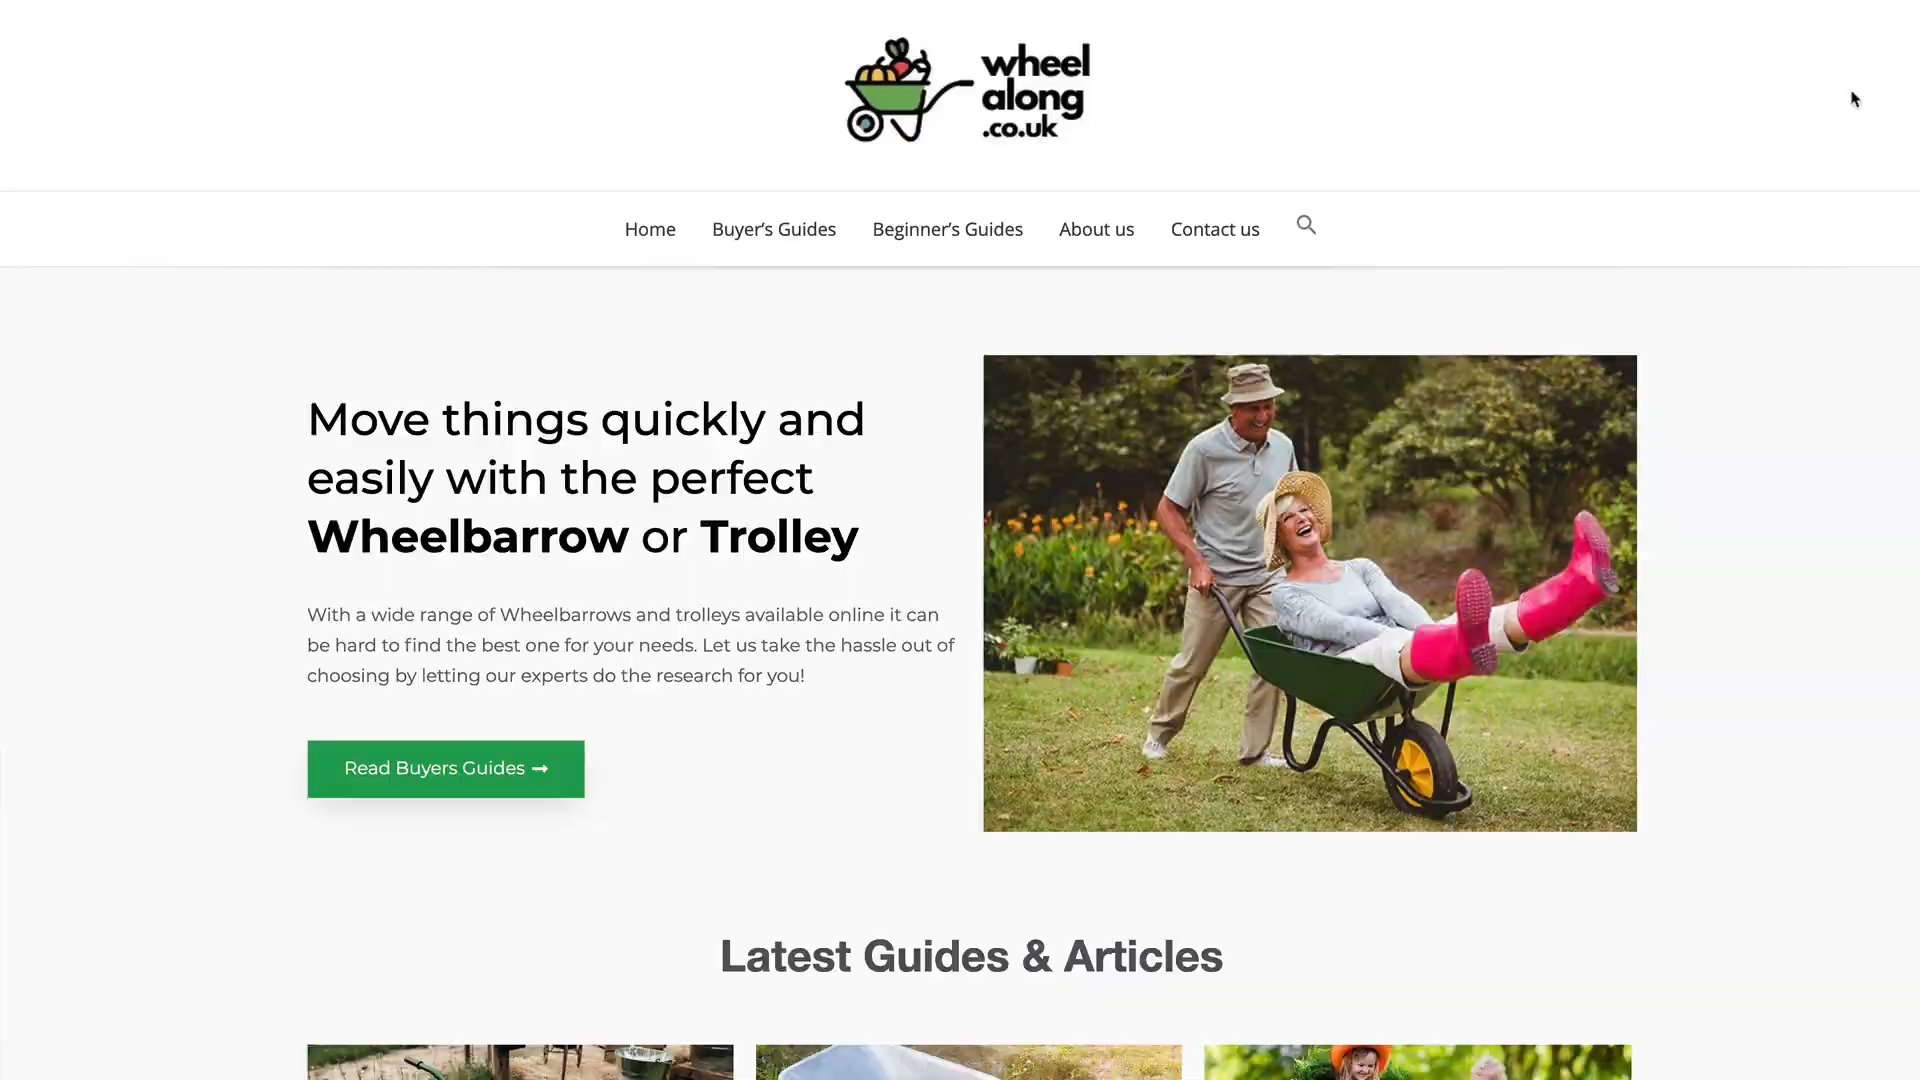 wheel
along
.co.uk
Home Buyer’s Guides Beginner’s Guides About us Contact us
Move things quickly and
easily with the perfect
Wheelbarrow or Trolley
With a wide range of Wheelbarrows and trolleys available online it can
be hard to find the best one for your needs. Let us take the hassle out of
choosing by letting our experts do the research for you!
Read Buyers Guides ➞
Latest Guides & Articles